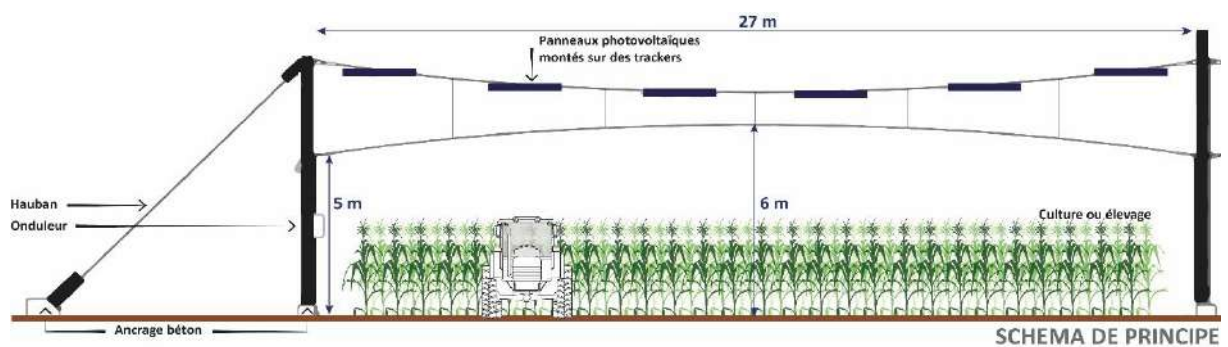 27 m
Panneaux photovoltaïques
montés sur des trackers
Hauban
Onduleur
5 m
6 m
Culture ou élevage
Ancrage béton
SCHEMA DE PRINCIPE